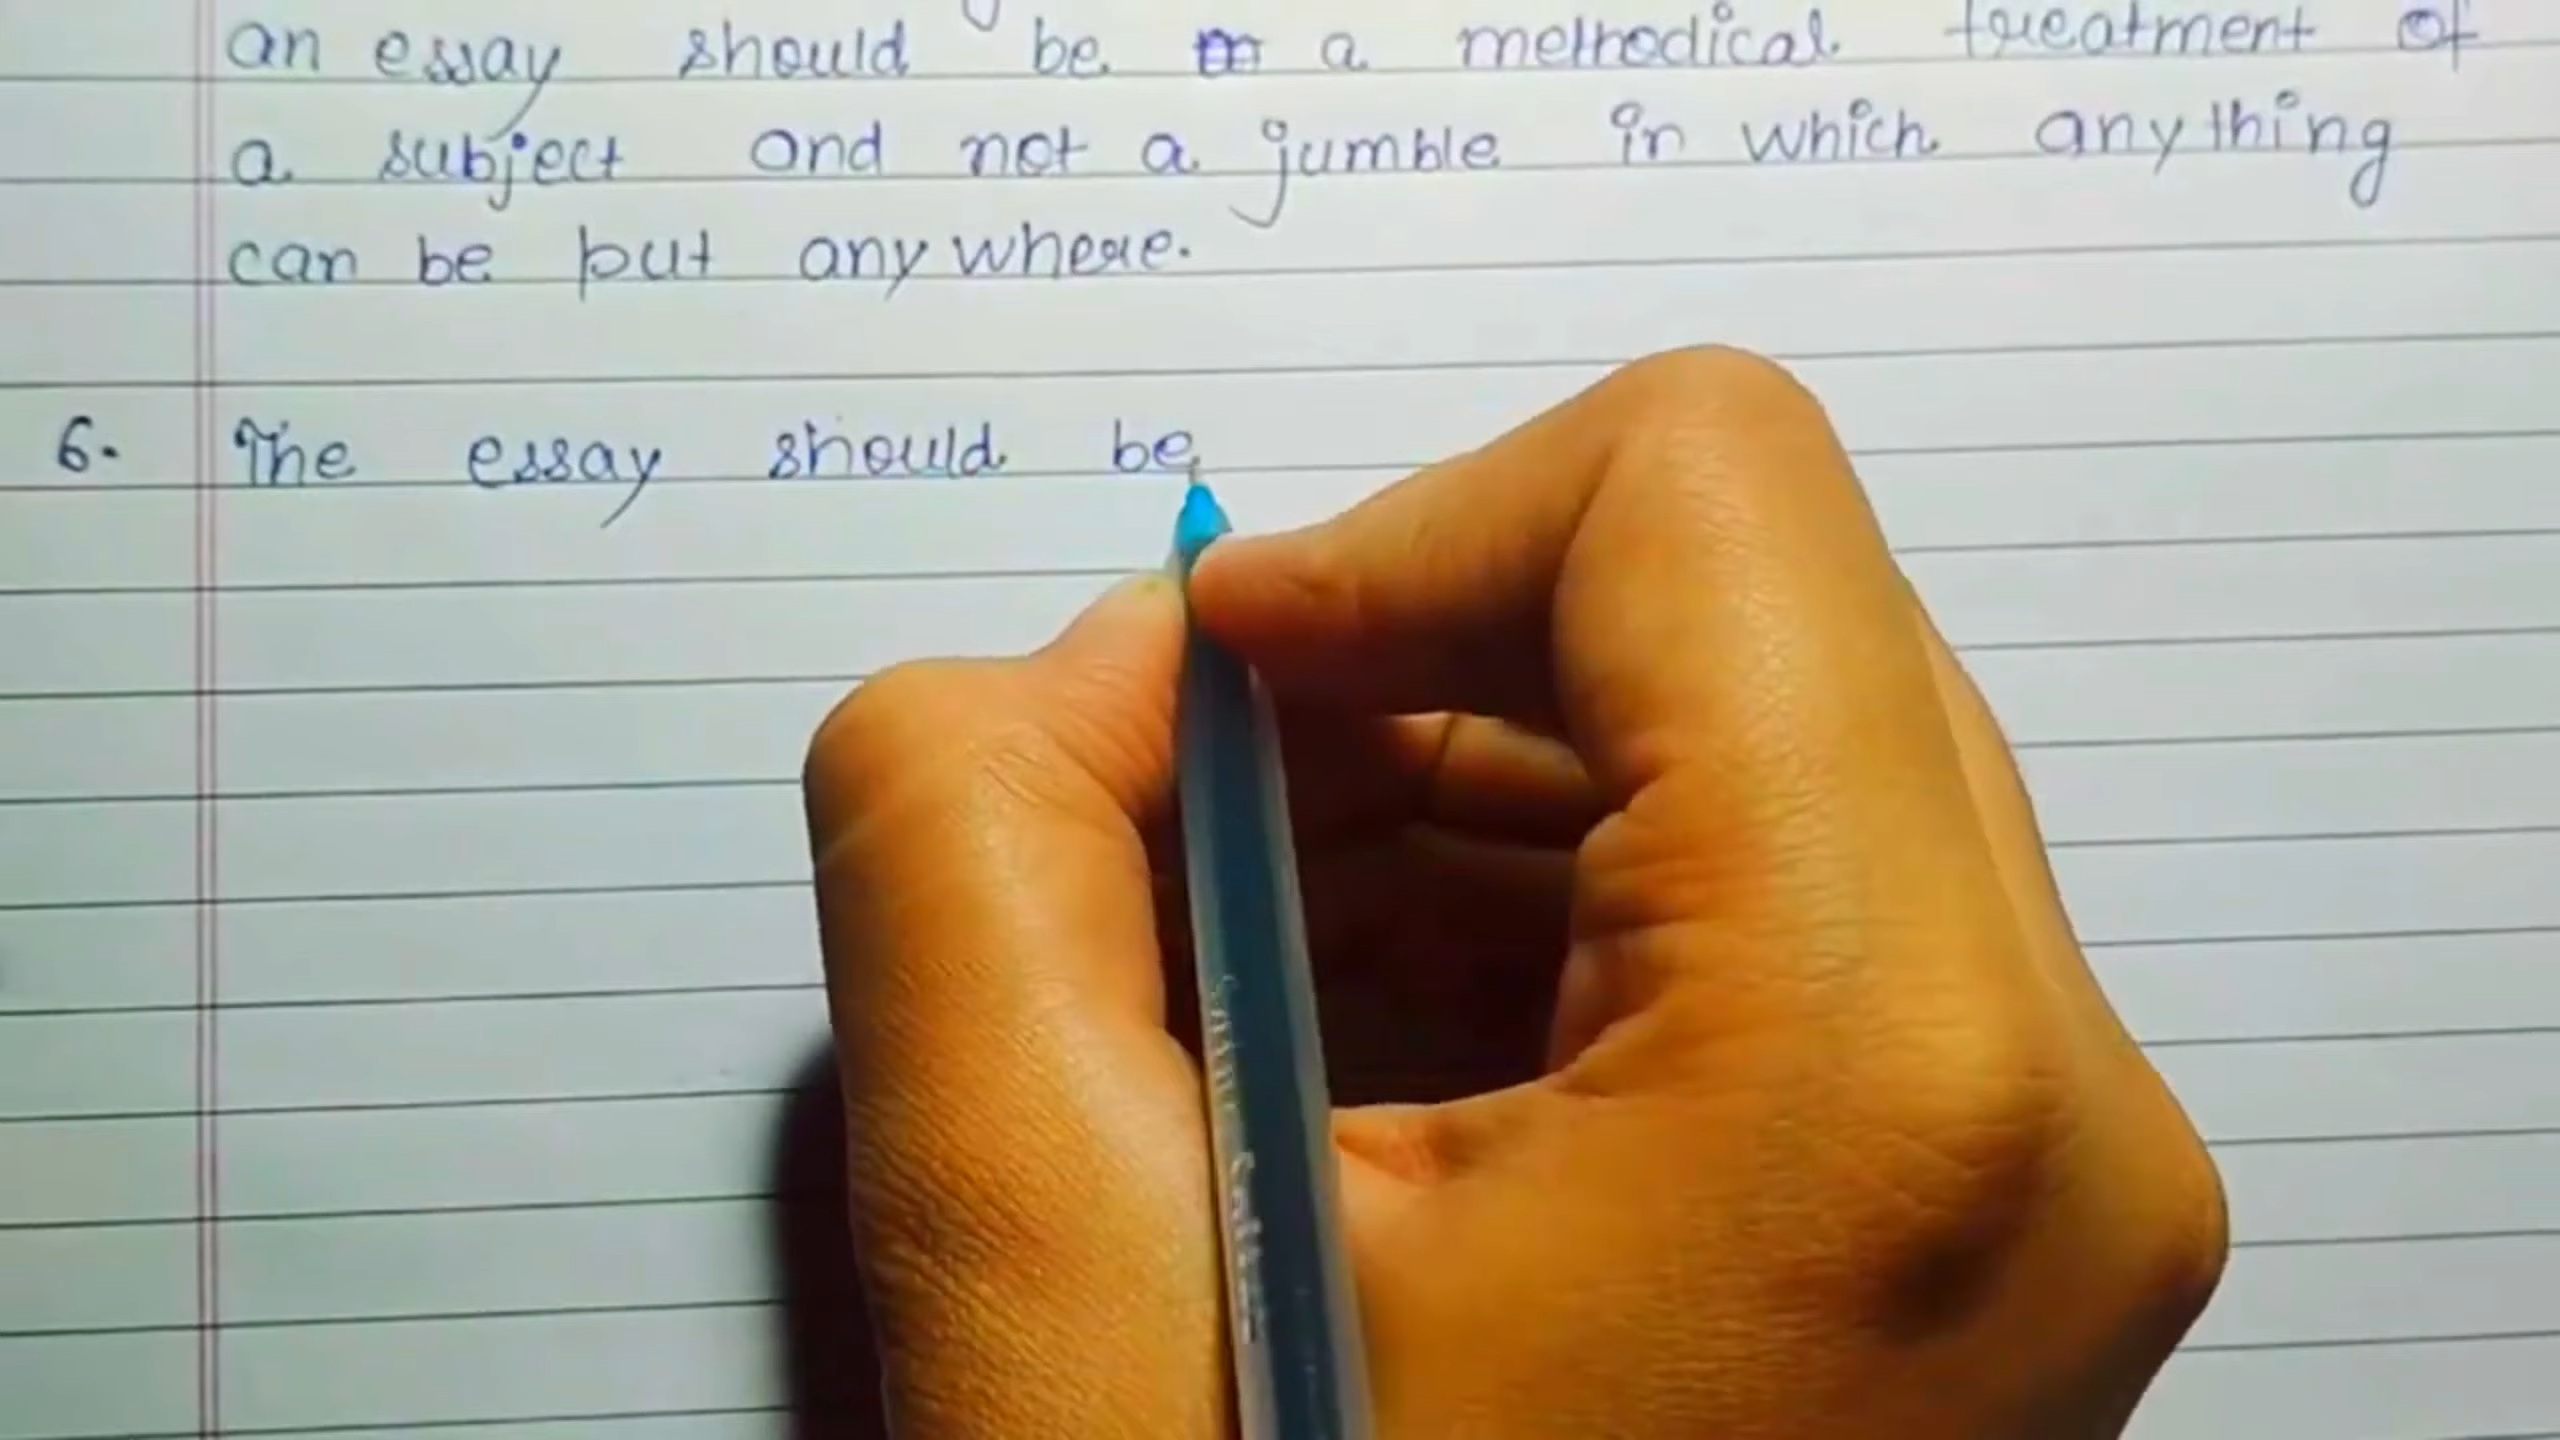 an essay should be a methodical treatment of
a subject and not a jumble in which anything
can be put anywhere.
6. The essay should be